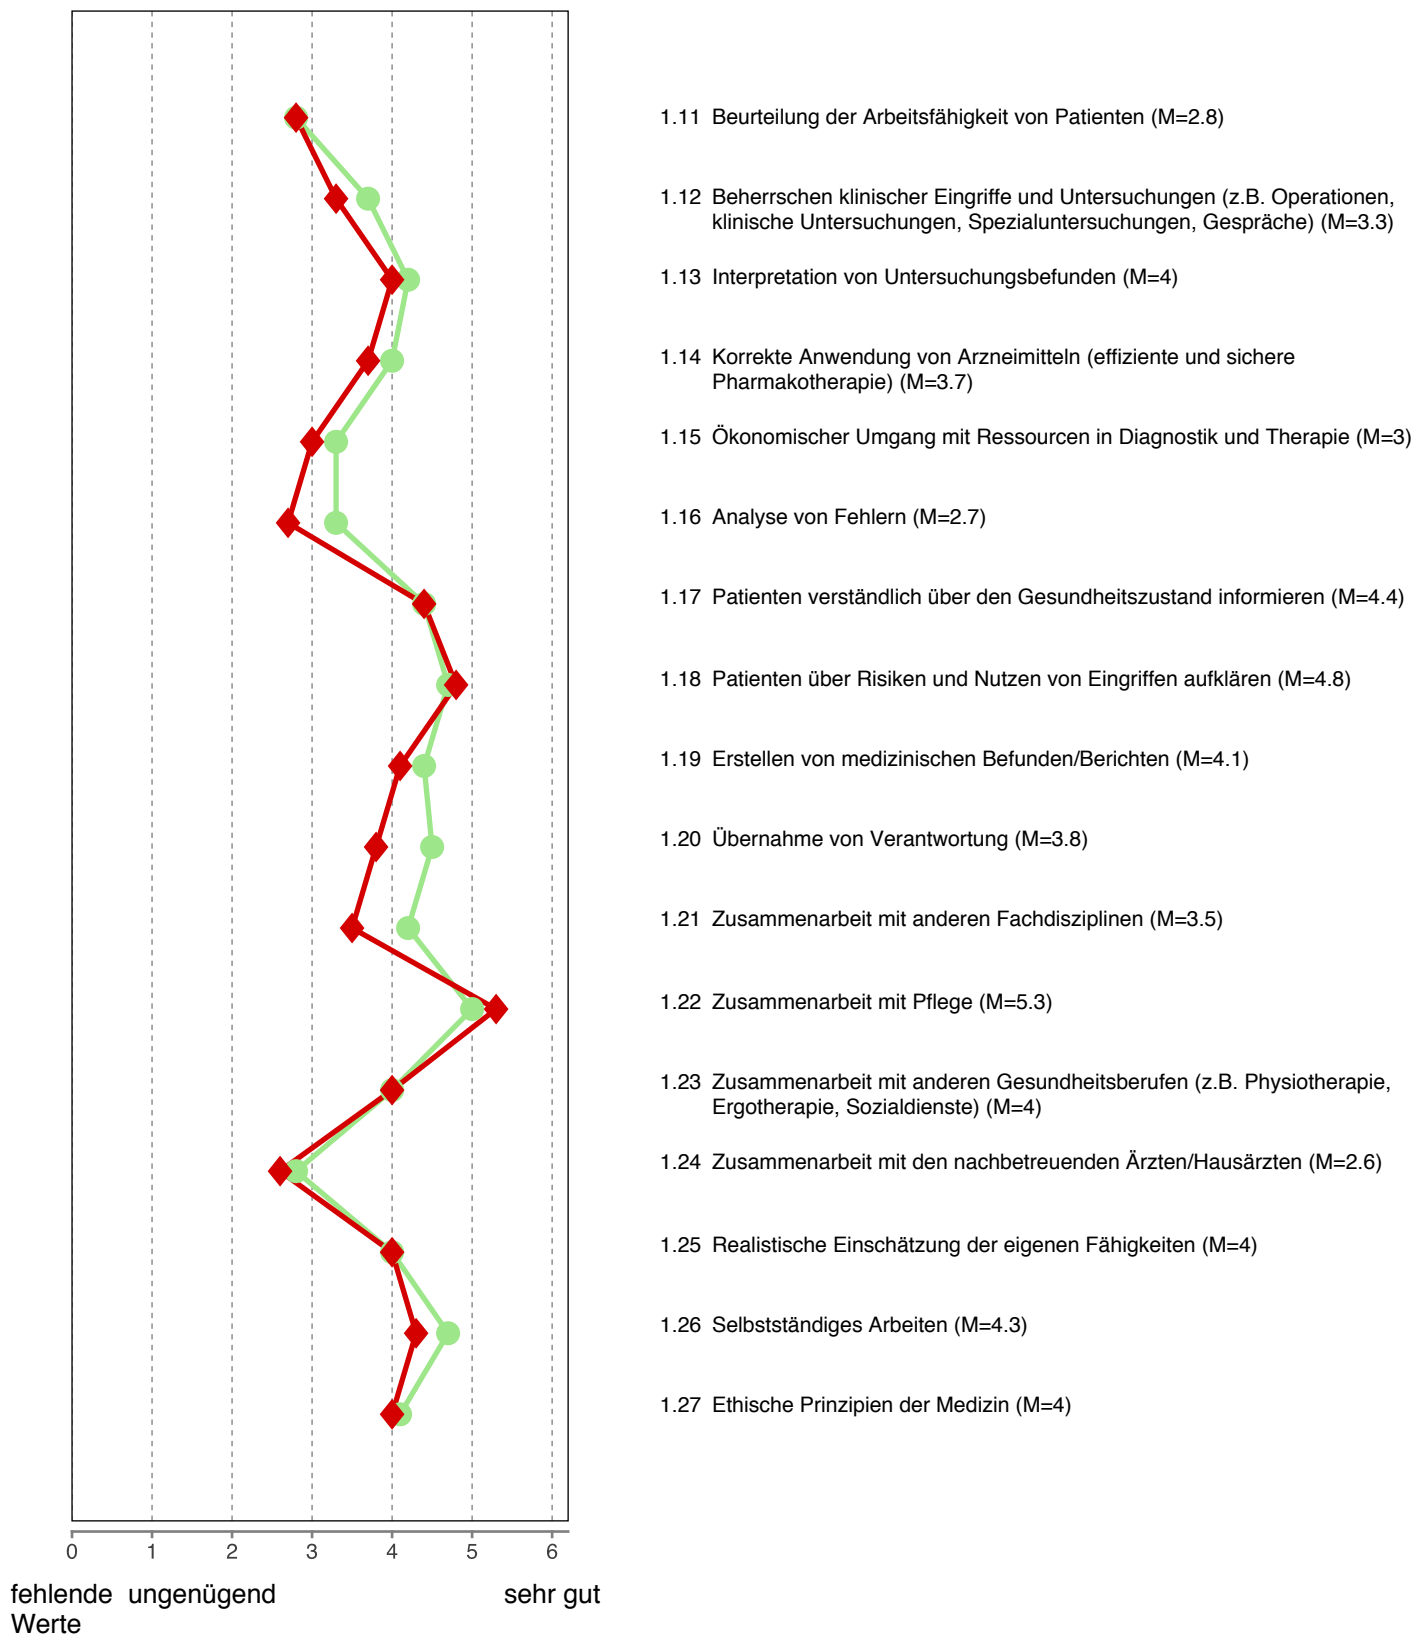 1.11 Beurteilung der Arbeitsfähigkeit von Patienten (M=2.8)
1.12 Beherrschen klinischer Eingriffe und Untersuchungen (z.B. Operationen,
klinische Untersuchungen, Spezialuntersuchungen, Gespräche) (M=3.3)
1.13 Interpretation von Untersuchungsbefunden (M=4)
1.14 Korrekte Anwendung von Arzneimitteln (effiziente und sichere
Pharmakotherapie) (M=3.7)
1.15 Ökonomischer Umgang mit Ressourcen in Diagnostik und Therapie (M=3)
1.16 Analyse von Fehlern (M=2.7)
1.17 Patienten verständlich über den Gesundheitszustand informieren (M=4.4)
1.18 Patienten über Risiken und Nutzen von Eingriffen aufklären (M=4.8)
1.19 Erstellen von medizinischen Befunden/Berichten (M=4.1)
1.20 Übernahme von Verantwortung (M=3.8)
1.21 Zusammenarbeit mit anderen Fachdisziplinen (M=3.5)
1.22 Zusammenarbeit mit Pflege (M=5.3)
1.23 Zusammenarbeit mit anderen Gesundheitsberufen (z.B. Physiotherapie,
Ergotherapie, Sozialdienste) (M=4)
1.24 Zusammenarbeit mit den nachbetreuenden Ärzten/Hausärzten (M=2.6)
1.25 Realistische Einschätzung der eigenen Fähigkeiten (M=4)
1.26 Selbstständiges Arbeiten (M=4.3)
1.27 Ethische Prinzipien der Medizin (M=4)
0 1 2 3 4 5 6
fehlende ungenügend sehr gut
Werte